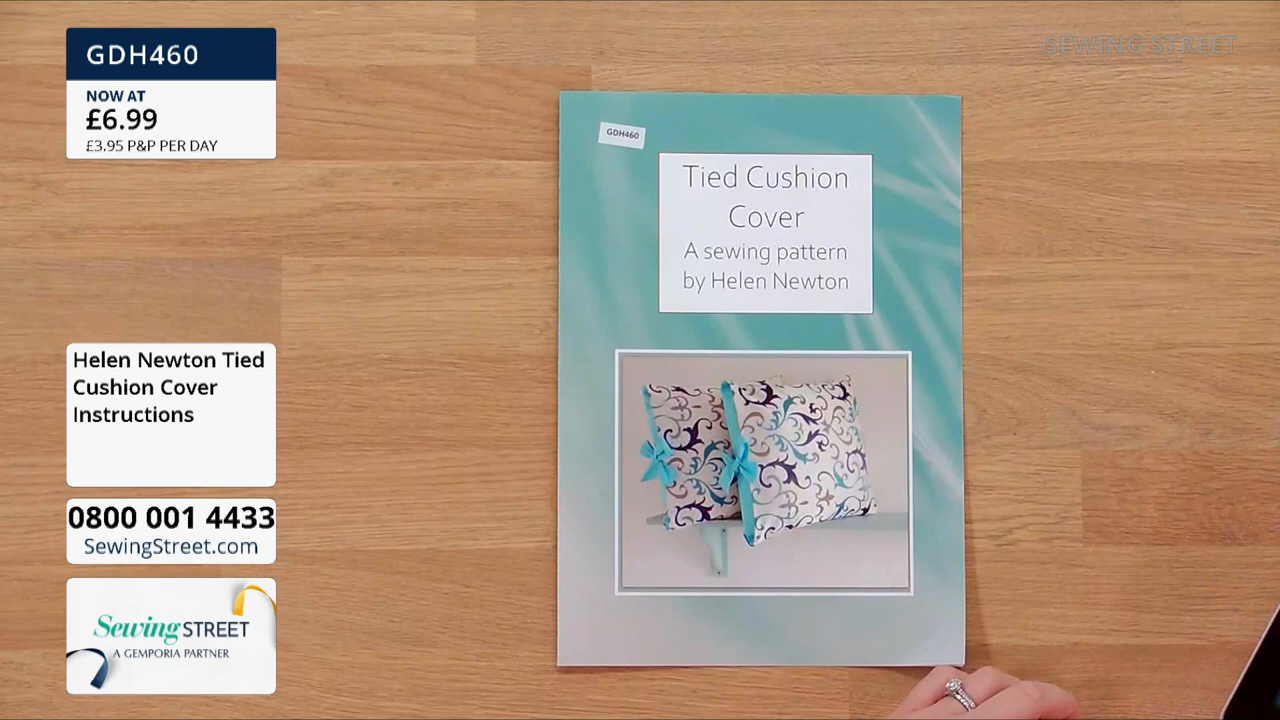 GDH460
NOW AT
£6.99
£3.95 P&P PER DAY
Helen Newton Tied
Cushion Cover
Instructions
0800 001 4433
SewingStreet.com
Sewing STREET
A GEMPORIA PARTNER
SEWING STREET
GDH460
Tied Cushion
Cover
A sewing pattern
by Helen Newton